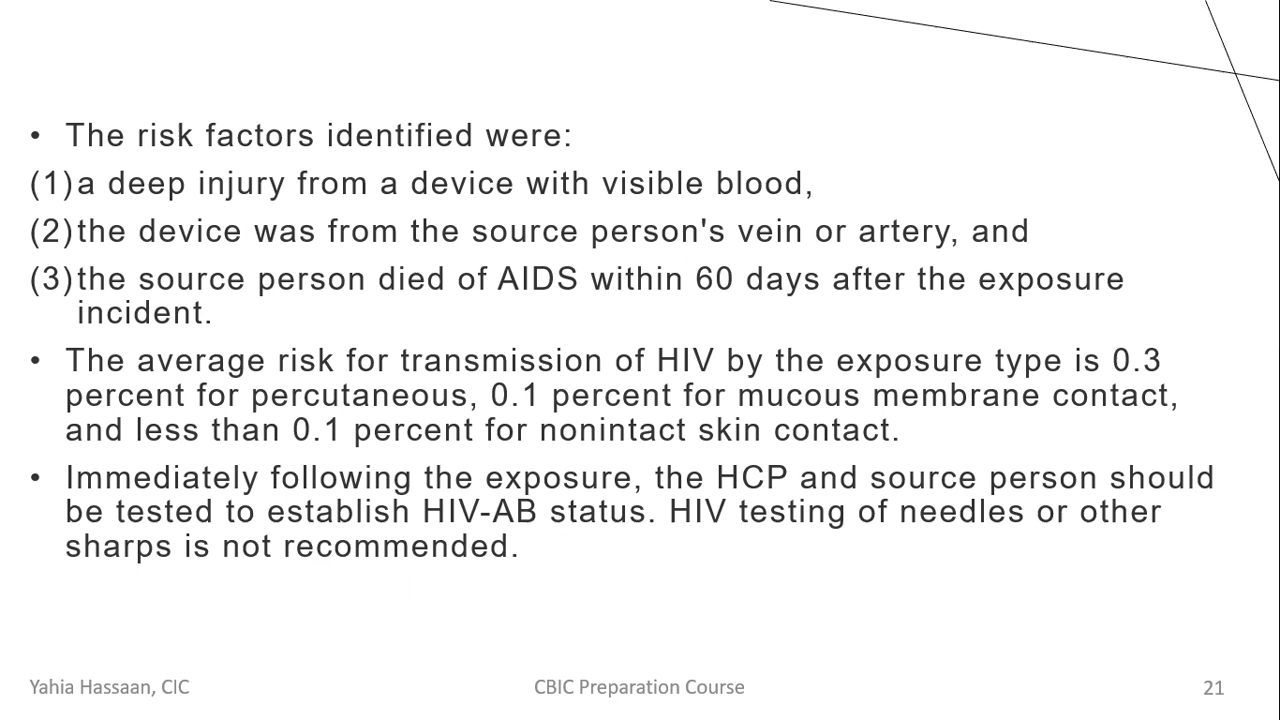 • The risk factors identified were:
(1) a deep injury from a device with visible blood,
(2) the device was from the source person's vein or artery, and
(3) the source person died of AIDS within 60 days after the exposure
incident.
• The average risk for transmission of HIV by the exposure type is 0.3
percent for percutaneous, 0.1 percent for mucous membrane contact,
and less than 0.1 percent for nonintact skin contact.
• Immediately following the exposure, the HCP and source person should
be tested to establish HIV-AB status. HIV testing of needles or other
sharps is not recommended.
Yahia Hassaan, CIC
CBIC Preparation Course
21